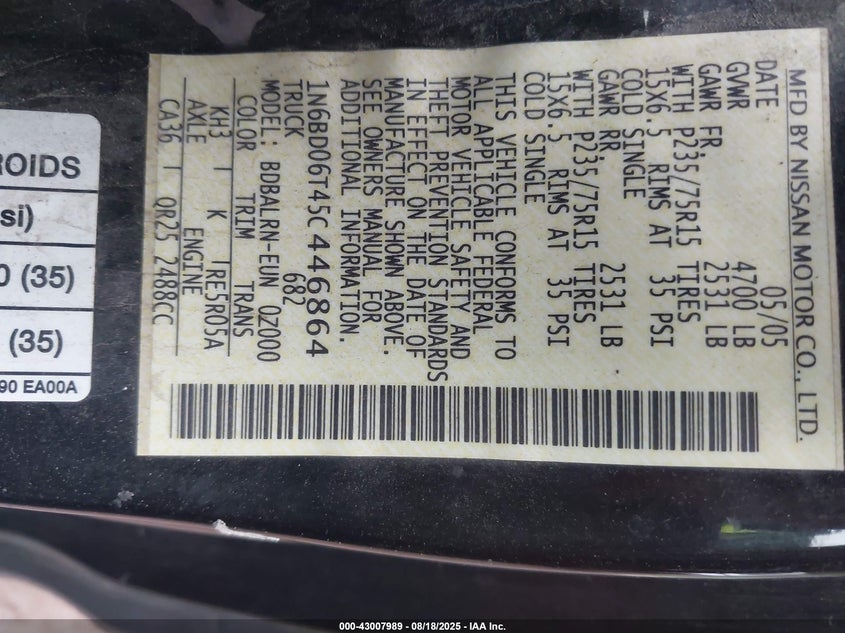 MFD BY NISSAN MOTOR CO., LTD.
DATE 05/05
GVWR 4700 LB
GAWR FR. 2531 LB
WITH P235/75R15 TIRES
15X6.5 RIMS AT 35 PSI
COLD SINGLE
GAWR RR. 2531 LB
WITH P235/75R15 TIRES
15X6.5 RIMS AT 35 PSI
COLD SINGLE
THIS VEHICLE CONFORMS TO
ALL APPLICABLE FEDERAL
MOTOR VEHICLE SAFETY AND
THEFT PREVENTION STANDARDS
IN EFFECT ON THE DATE OF
MANUFACTURE SHOWN ABOVE.
SEE OWNERS MANUAL FOR
ADDITIONAL INFORMATION.
1N6BD06T45C446864
TRUCK 682
MODEL: BDBALRN-EUN QZ000
COLOR TRIM TRANS
KH3 T K TRE5R05A
AXLE ENGINE
CA36 T QR25 2488CC
ROIDS
si)
0 (35)
(35)
90 EA00A
000-43007989 - 08/18/2025 - IAA Inc.